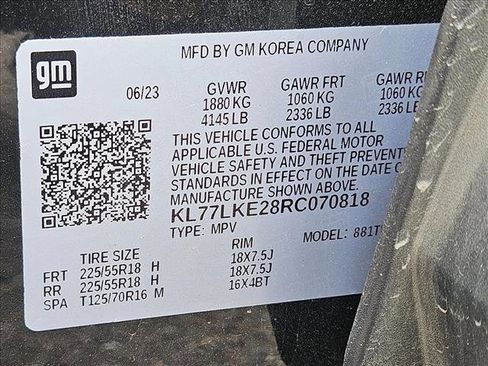 gm
MFD BY GM KOREA COMPANY
06/23 GVWR GAWR FRT GAWR
1880 KG 1060 KG 1060 KG
4145 LB 2336 LB 2336 LB
THIS VEHICLE CONFORMS TO ALL
APPLICABLE U.S. FEDERAL MOTOR
VEHICLE SAFETY AND THEFT PREVENT
STANDARDS IN EFFECT ON THE DATE O
MANUFACTURE SHOWN ABOVE.
KL77LKE28RC070818
TYPE: MPV MODEL: 881T
TIRE SIZE RIM
FRT 225/55R18 H 18X7.5J
RR 225/55R18 H 18X7.5J
SPA T125/70R16 M 16X4BT